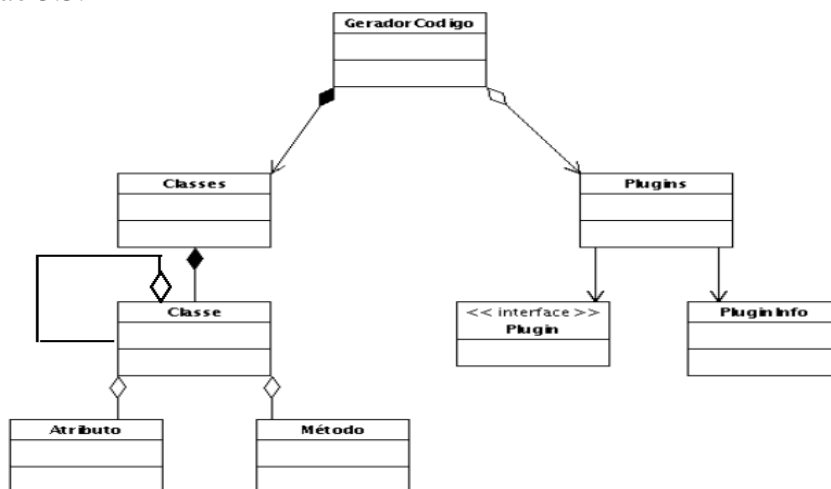 GeradorCodigo
Classes
Plugins
Classe
<< interface >>
Plugin
PluginInfo
Atributo
Método